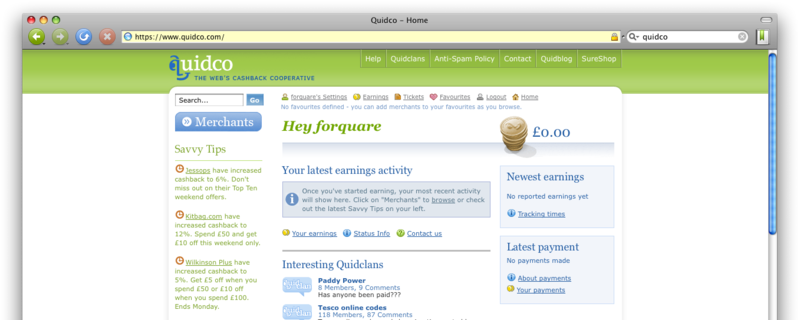 Quidco – Home
https://www.quidco.com/
quidco
Help
Quidclans
Anti-Spam Policy
Contact
Quidblog
SureShop
Quidco
THE WEB'S CASHBACK COOPERATIVE
Search...
Go
Merchants
Savvy Tips
Jessops have increased
cashback to 6%. Don't
miss out on their Top Ten
weekend offers.
Kitbag.com have
increased cashback to
12%. Spend £50 and get
£10 off this weekend only.
Wilkinson Plus have
increased cashback to
5%. Get £5 off when you
spend £50 or £10 off
when you spend £100.
Ends Monday.
forquare's Settings
Earnings
Tickets
Favourites
Logout
Home
No favourites defined - you can add merchants to your favourites as you browse.
Hey forquare
£0.00
Your latest earnings activity
Once you've started earning, your most recent activity
will show here. Click on "Merchants" to browse or check
out the latest Savvy Tips on your left.
Your earnings
Status Info
Contact us
Interesting Quidclans
Paddy Power
8 Members, 9 Comments
Has anyone been paid???
Tesco online codes
118 Members, 87 Comments
Newest earnings
No reported earnings yet
Tracking times
Latest payment
No payments made
About payments
Your payments